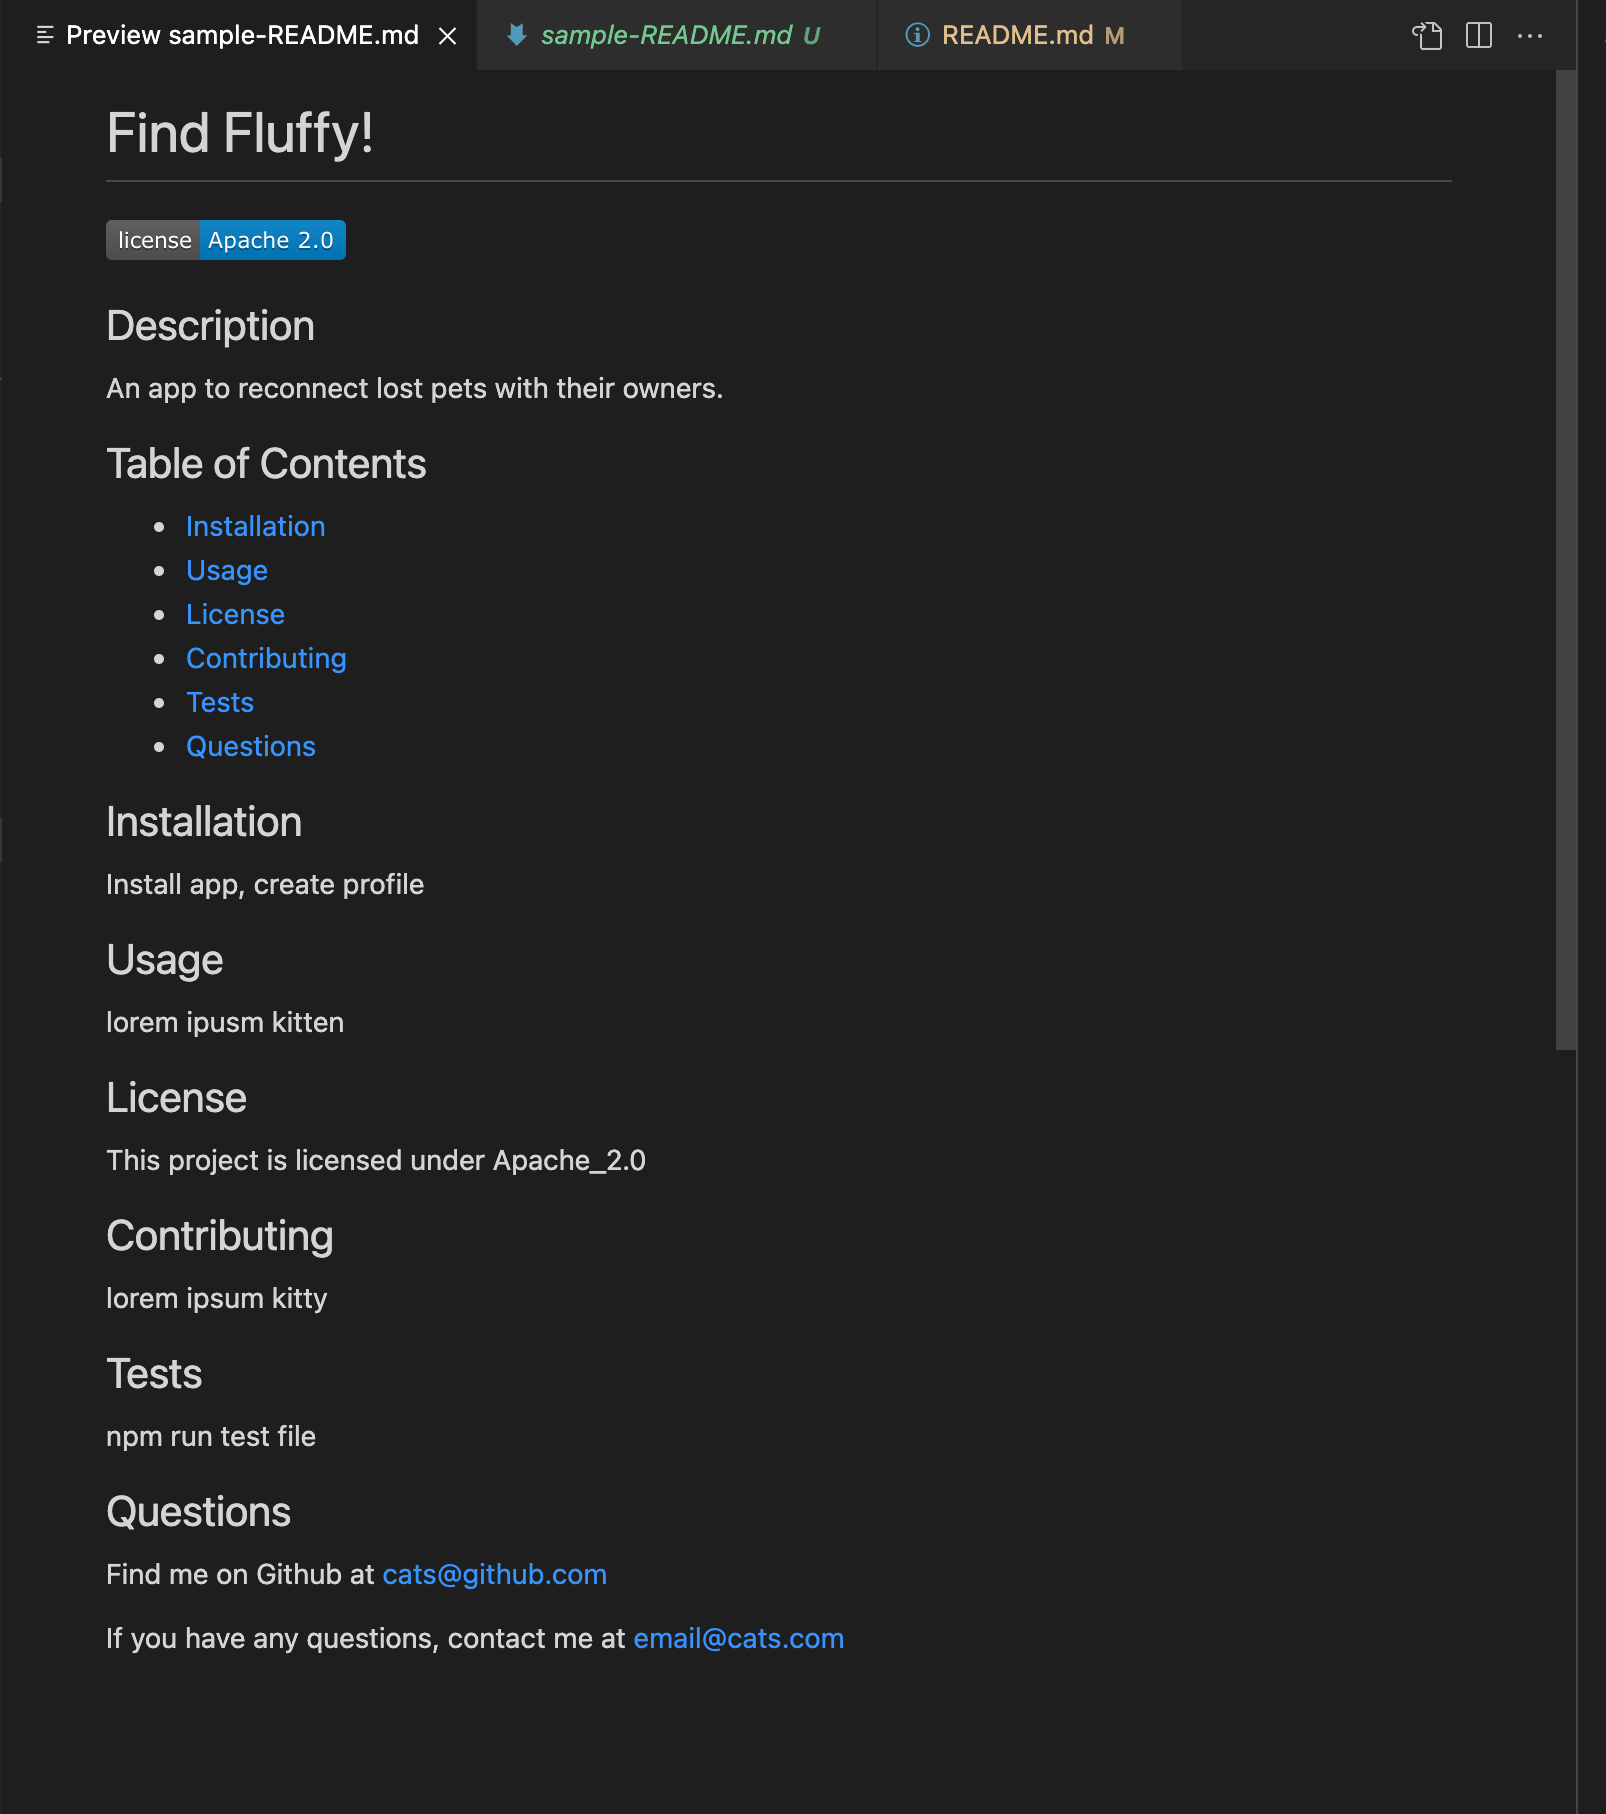 Preview sample-README.md
sample-README.md U
README.md M
Find Fluffy!
license Apache 2.0
Description
An app to reconnect lost pets with their owners.
Table of Contents
Installation
Usage
License
Contributing
Tests
Questions
Installation
Install app, create profile
Usage
lorem ipusm kitten
License
This project is licensed under Apache_2.0
Contributing
lorem ipsum kitty
Tests
npm run test file
Questions
Find me on Github at cats@github.com
If you have any questions, contact me at email@cats.com